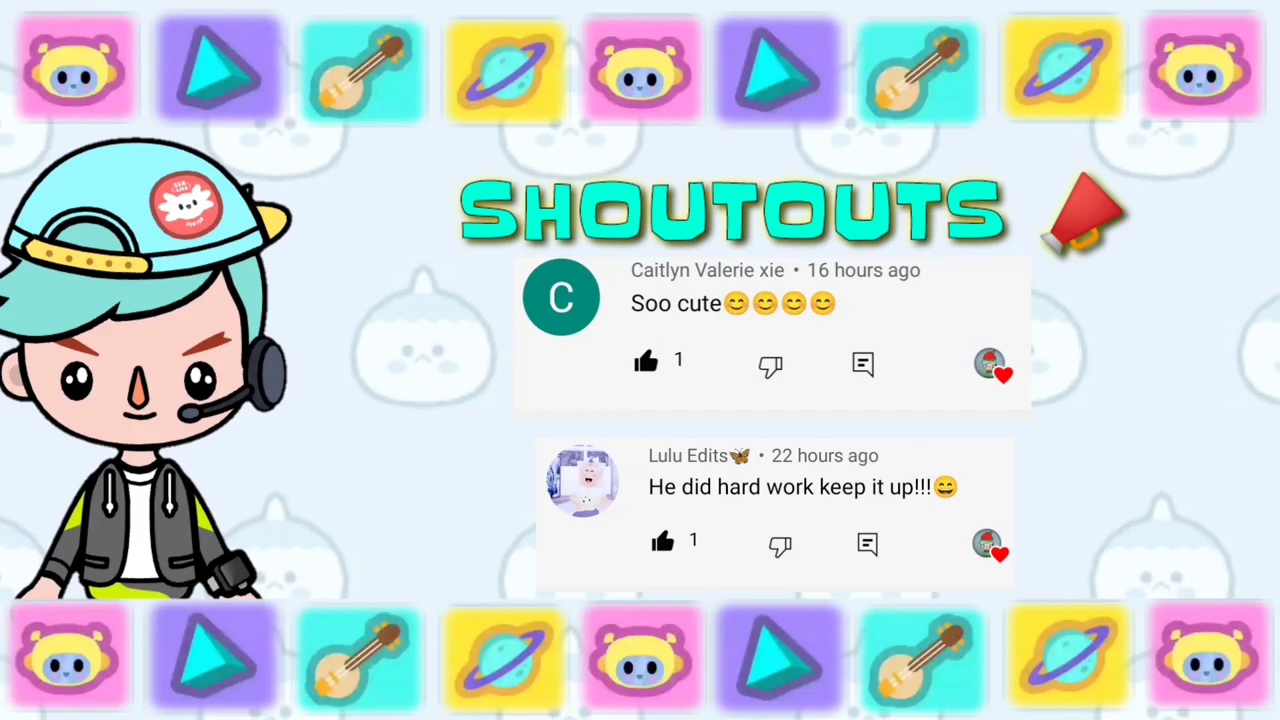 SHOUTOUTS
C
Caitlyn Valerie xie • 16 hours ago
Soo cute😊😊😊😊
1
Lulu Edits🦋 • 22 hours ago
He did hard work keep it up!!!😄
1